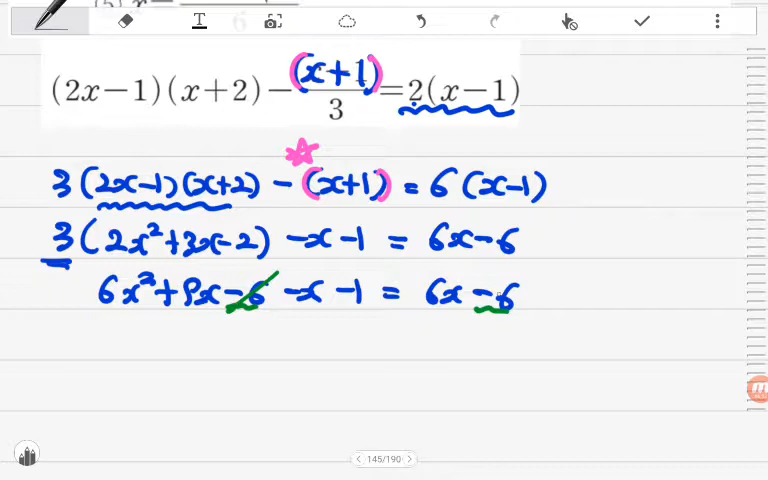 (2x−1)(x+2)−(x+1)/3=2(x−1)
3(2x−1)(x+2) − (x+1) = 6(x−1)
3(2x²+3x−2) −x −1 = 6x−6
6x²+9x−6 −x −1 = 6x −6
145/190